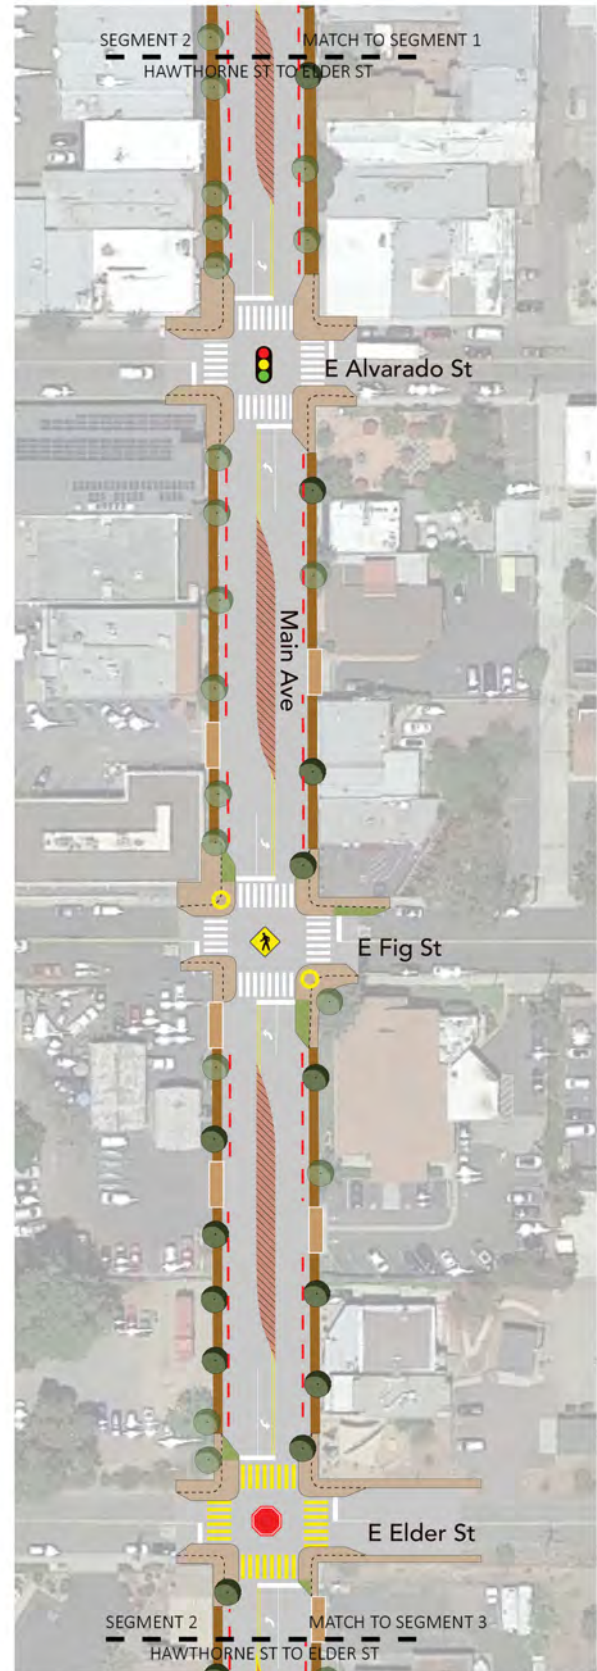 SEGMENT 2 MATCH TO SEGMENT 1
HAWTHORNE ST TO ELDER ST
E Alvarado St
Main Ave
E Fig St
E Elder St
SEGMENT 2 MATCH TO SEGMENT 3
HAWTHORNE ST TO ELDER ST